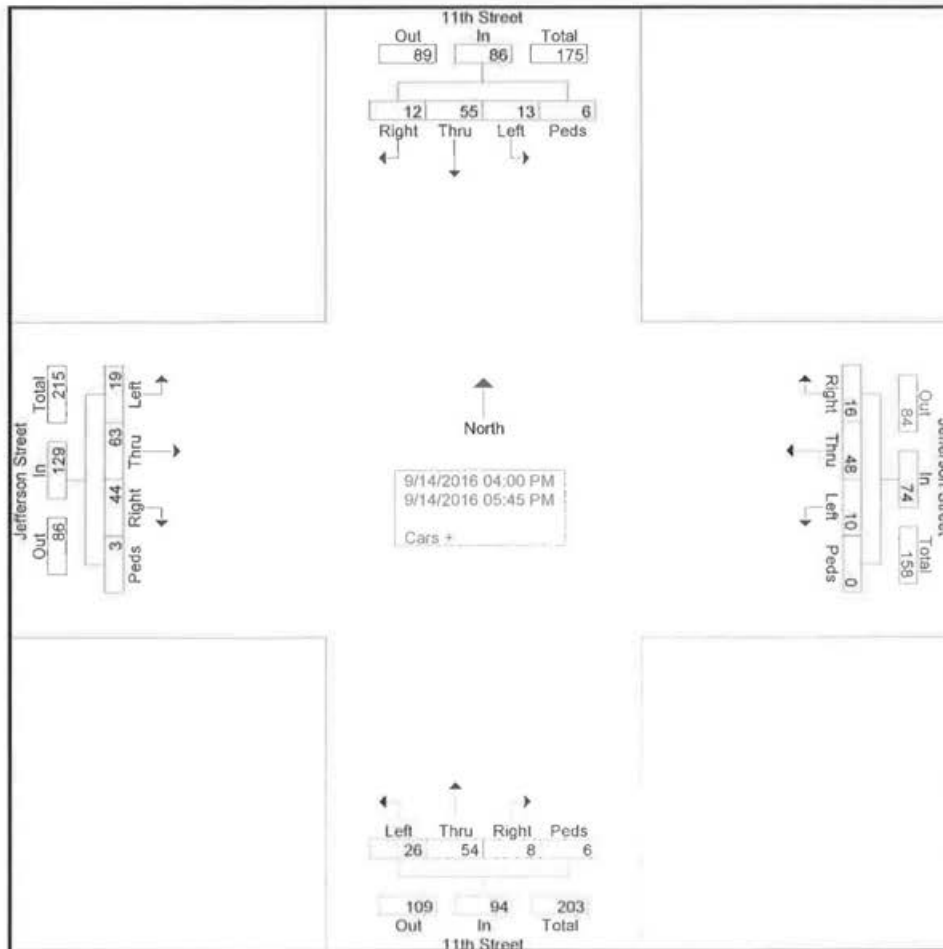 11th Street
Out In Total
89 86 175
12 55 13 6
Right Thru Left Peds
Jefferson Street
Total In Out
215 129 86
19 63 44 3
Left Thru Right Peds
North
9/14/2016 04:00 PM
9/14/2016 05:45 PM
Cars +
Right Thru Left Peds
16 48 10 0
Out In Total
84 74 158
Jefferson Street
Left Thru Right Peds
26 54 8 6
109 94 203
Out In Total
11th Street